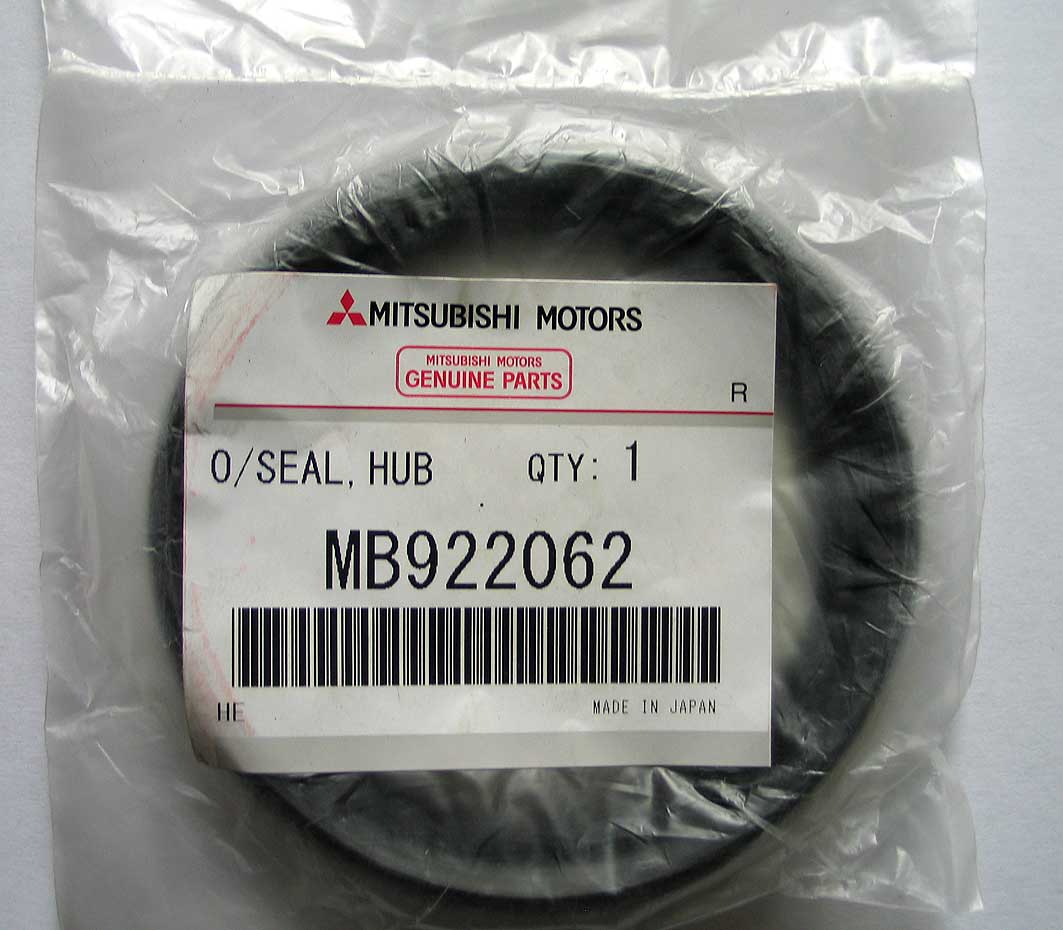 MITSUBISHI MOTORS
MITSUBISHI MOTORS
GENUINE PARTS
R
O/SEAL, HUB QTY: 1
MB922062
HE MADE IN JAPAN